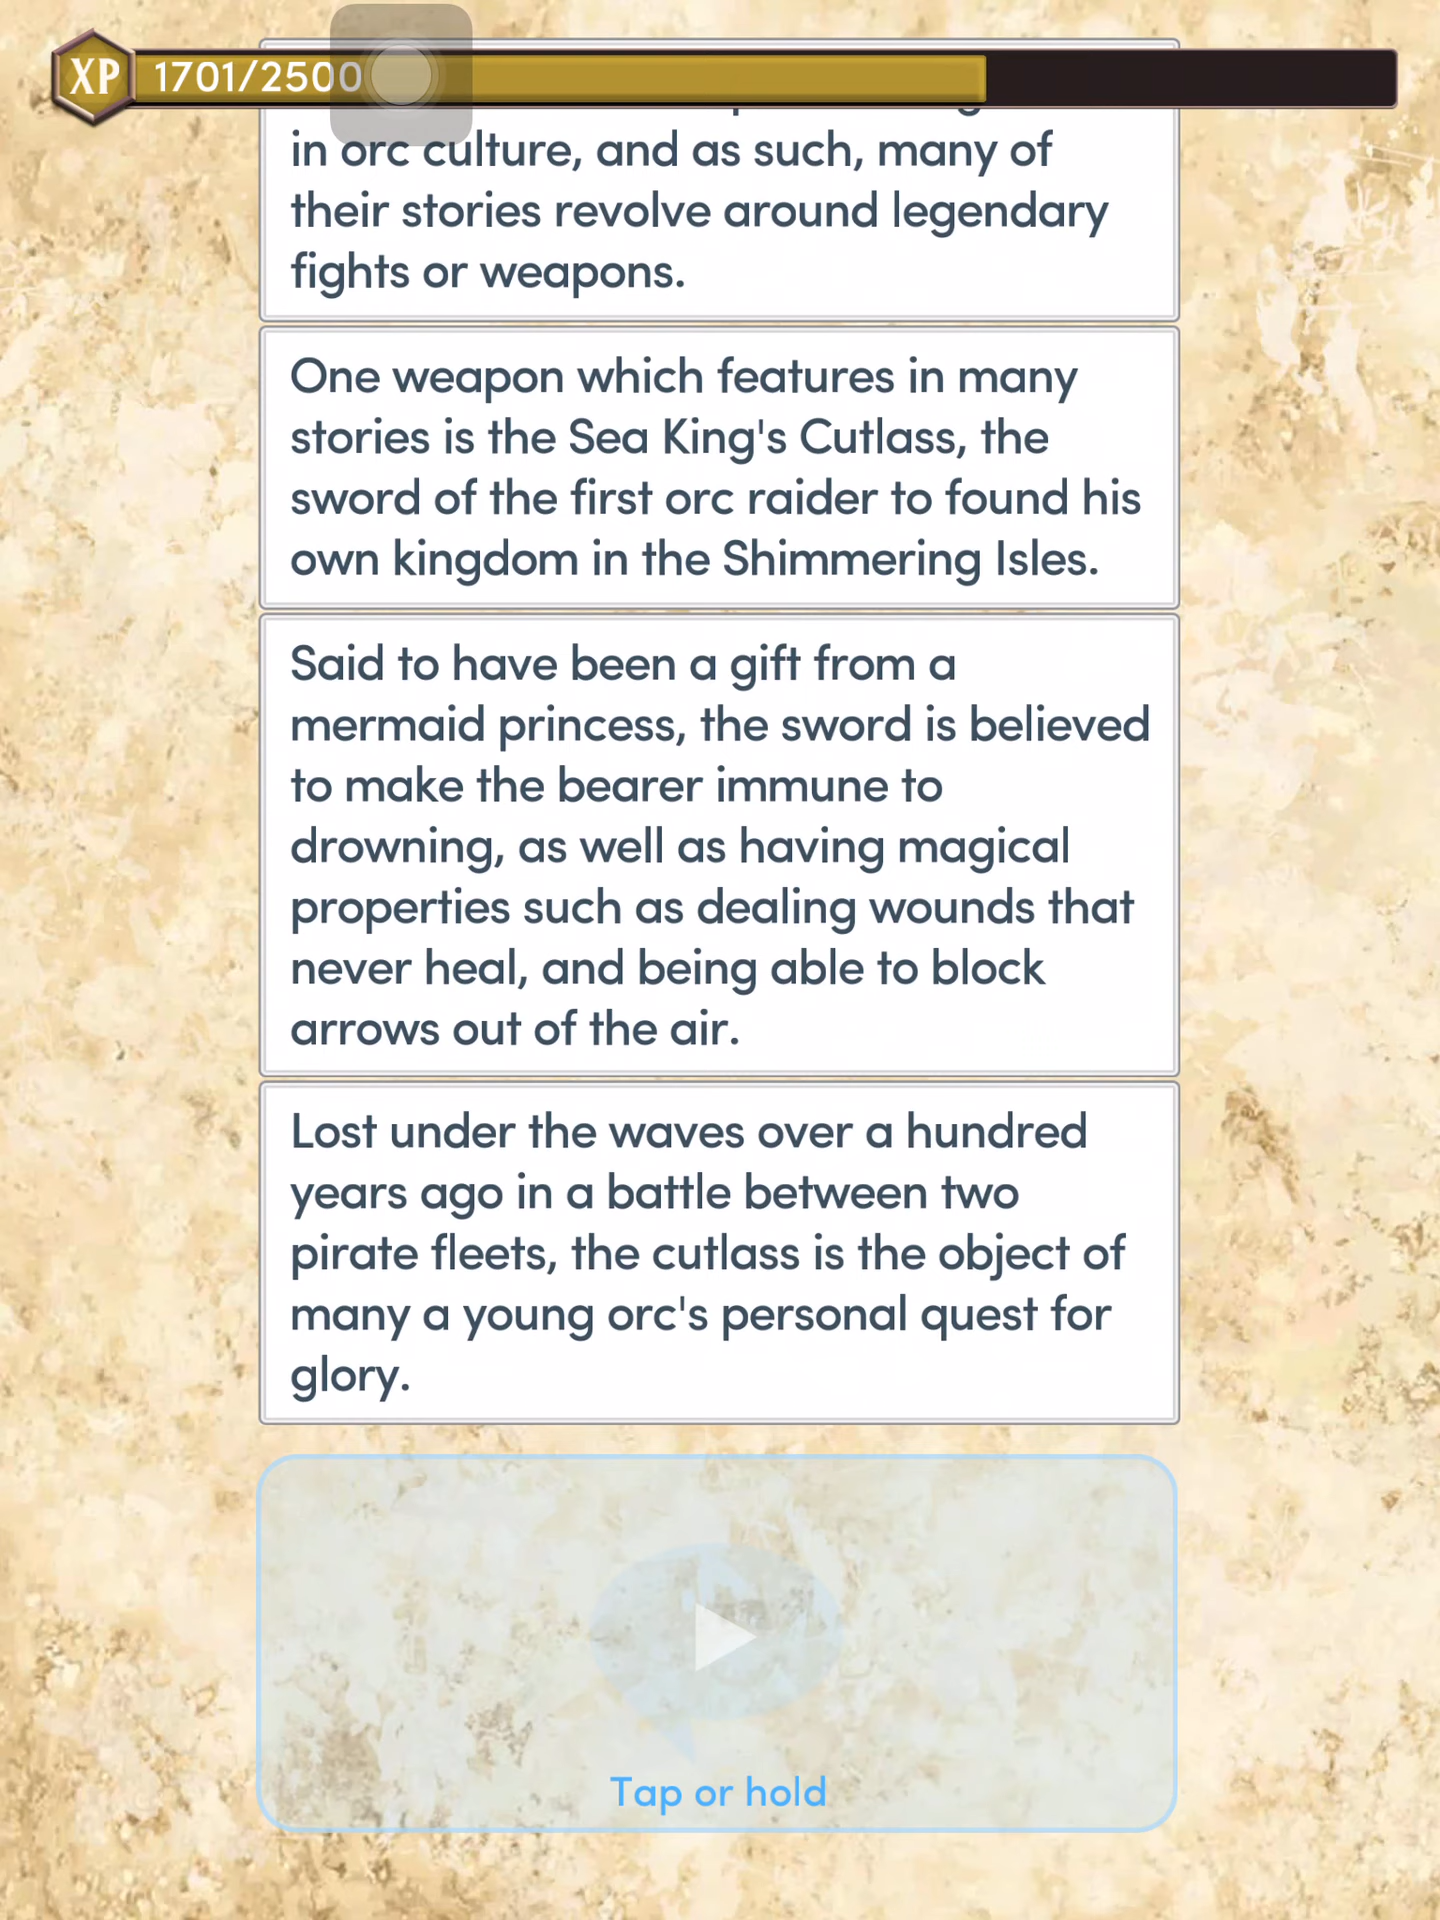 XP 1701/2500
in orc culture, and as such, many of
their stories revolve around legendary
fights or weapons.
One weapon which features in many
stories is the Sea King's Cutlass, the
sword of the first orc raider to found his
own kingdom in the Shimmering Isles.
Said to have been a gift from a
mermaid princess, the sword is believed
to make the bearer immune to
drowning, as well as having magical
properties such as dealing wounds that
never heal, and being able to block
arrows out of the air.
Lost under the waves over a hundred
years ago in a battle between two
pirate fleets, the cutlass is the object of
many a young orc's personal quest for
glory.
Tap or hold